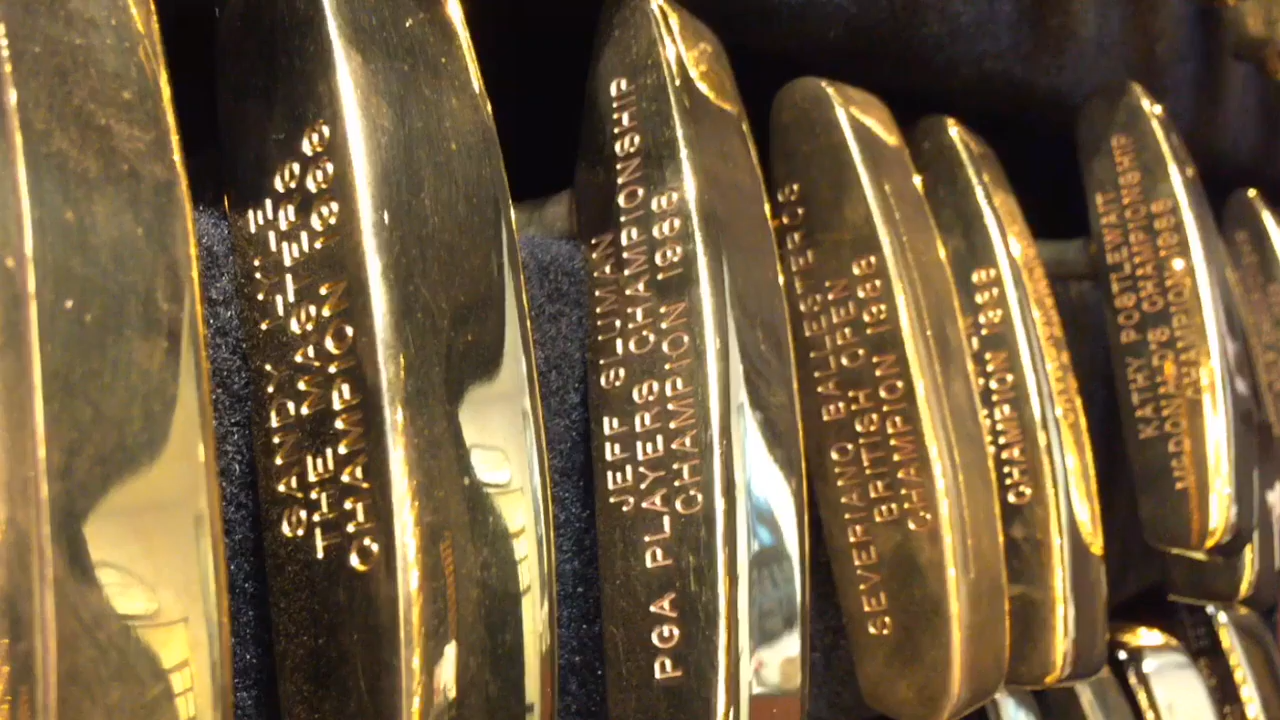 SANDY LYLE
THE MASTERS
CHAMPION 1988
JEFF SLUMAN
PGA PLAYERS CHAMPIONSHIP
CHAMPION 1988
SEVERIANO BALLESTEROS
BRITISH OPEN
CHAMPION 1988
CHAMPION 1988
KATHY POSTLEWAIT
McDONALD'S CHAMPIONSHIP
CHAMPION 1988